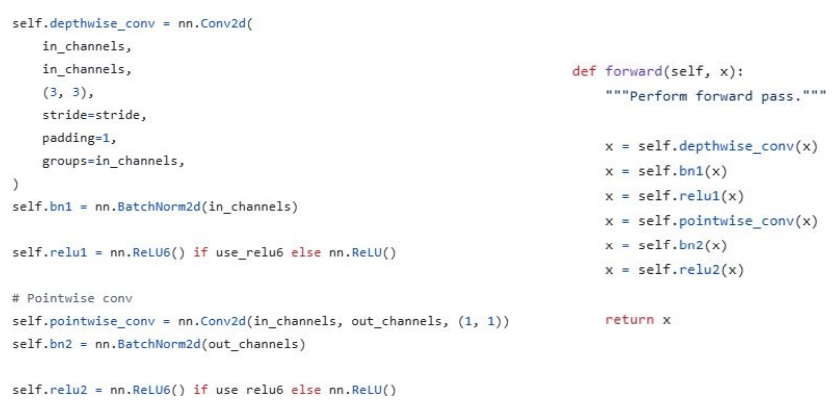 self.depthwise_conv = nn.Conv2d(
    in_channels,
    in_channels,
    (3, 3),
    stride=stride,
    padding=1,
    groups=in_channels,
)
self.bn1 = nn.BatchNorm2d(in_channels)
self.relu1 = nn.ReLU6() if use_relu6 else nn.ReLU()
# Pointwise conv
self.pointwise_conv = nn.Conv2d(in_channels, out_channels, (1, 1))
self.bn2 = nn.BatchNorm2d(out_channels)
self.relu2 = nn.ReLU6() if use relu6 else nn.ReLU()
def forward(self, x):
    """Perform forward pass."""
    x = self.depthwise_conv(x)
    x = self.bn1(x)
    x = self.relu1(x)
    x = self.pointwise_conv(x)
    x = self.bn2(x)
    x = self.relu2(x)
    return x